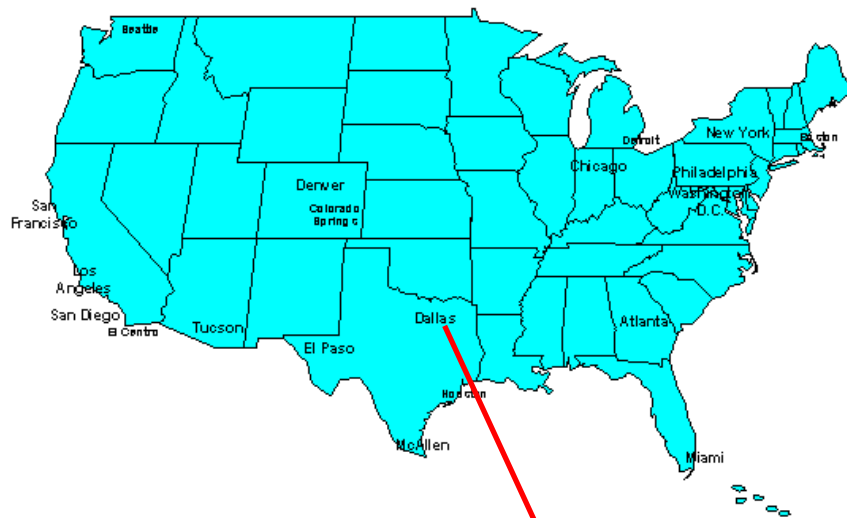 Seattle
Detroit
New York
Boston
Chicago
Philadelphia
Washington
D.C.
Denver
Colorado
Springs
San
Francisco
Los
Angeles
San Diego
El Centro
Tucson
El Paso
Dallas
Atlanta
Houston
McAllen
Miami